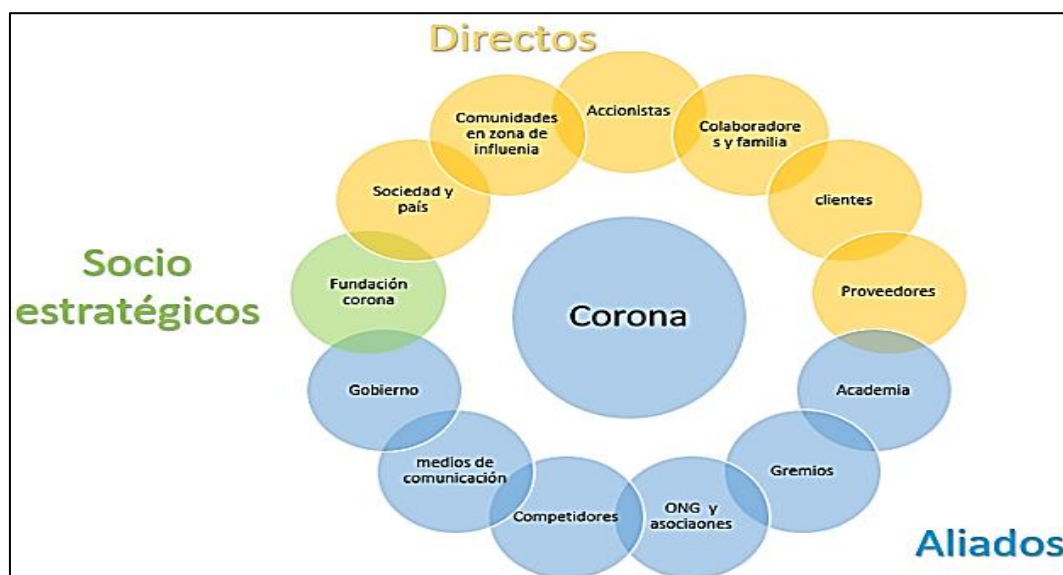 Directos
Accionistas
Comunidades
en zona de
influenia
Colaboradore
s y familia
Sociedad y
país
clientes
Socio
estratégicos
Fundación
corona
Proveedores
Corona
Gobierno
Academia
medios de
comunicación
Gremios
Competidores
ONG y
asociaones
Aliados